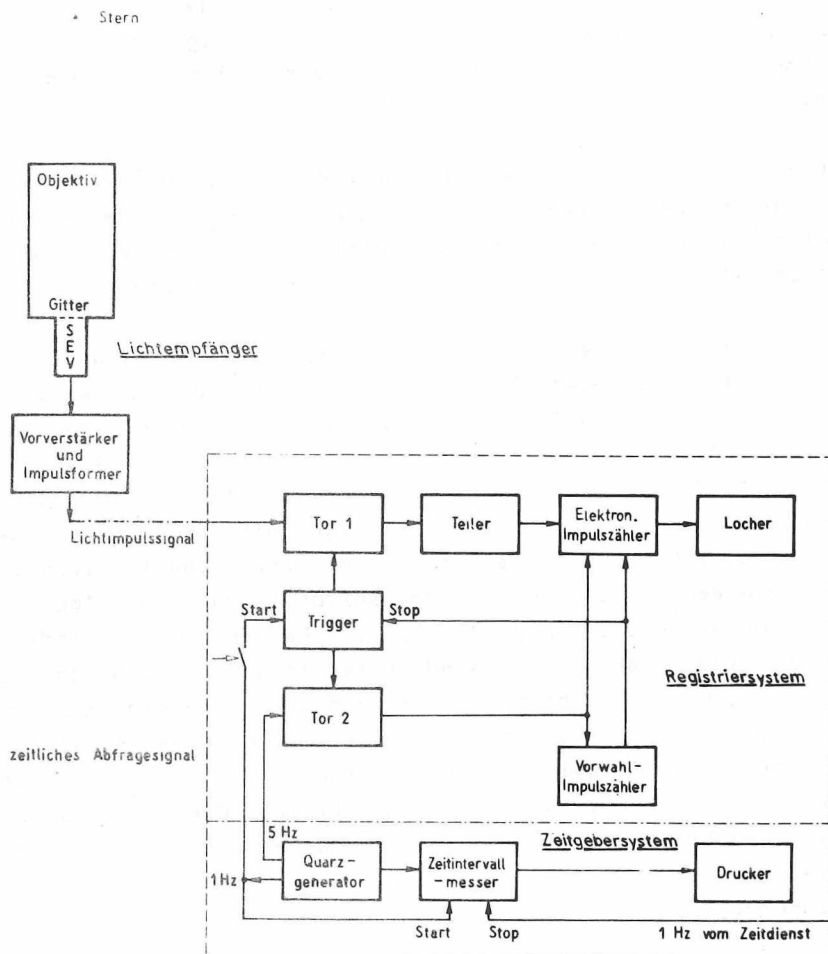 Stern
Objektiv
Gitter
S
E
V
Lichtempfänger
Vorverstärker
und
Impulsformer
Lichtimpulssignal
Tor 1
Teiler
Elektron.
Impulszähler
Locher
Start
Trigger
Stop
Registriersystem
Tor 2
zeitliches Abfragesignal
Vorwahl-
Impulszähler
5 Hz
Zeitgebersystem
1 Hz
Quarz-
generator
Zeitintervall
-messer
Drucker
Start
Stop
1 Hz vom Zeitdienst